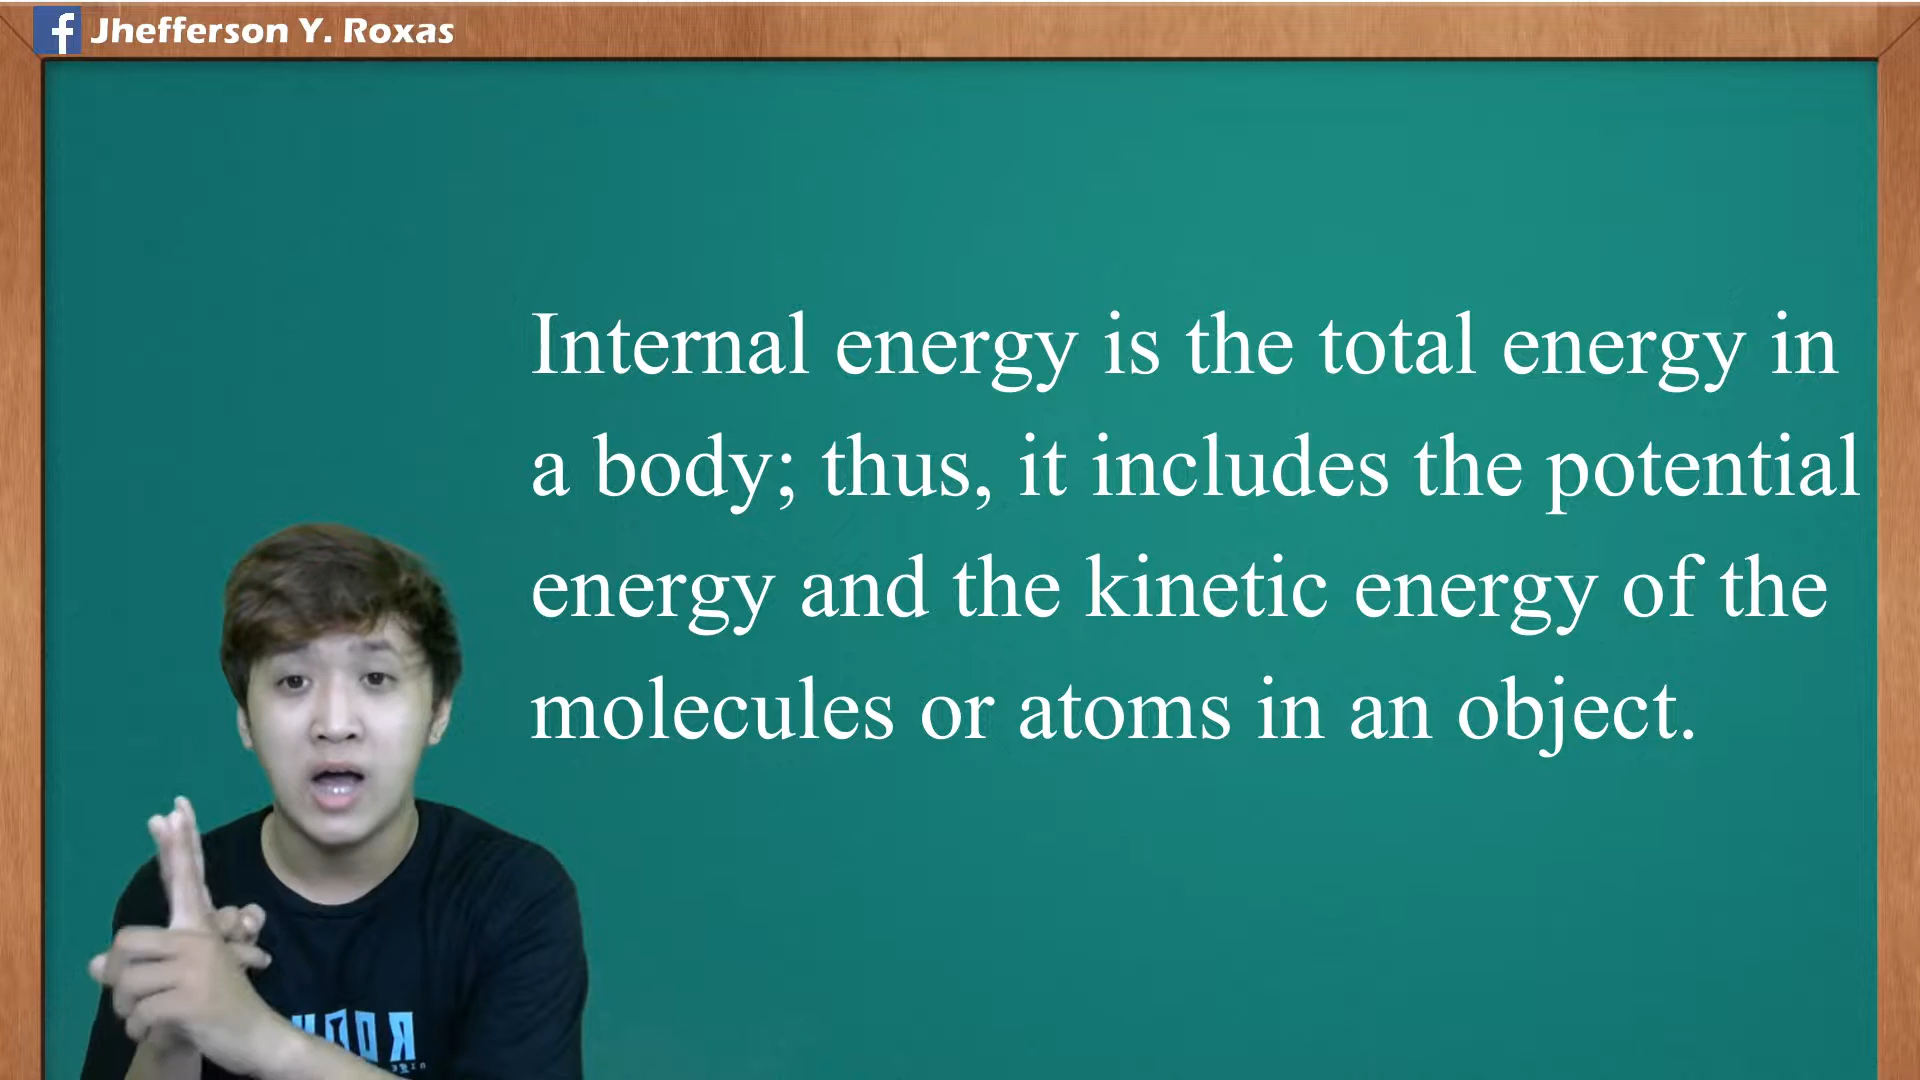 Jhefferson Y. Roxas
Internal energy is the total energy in
a body; thus, it includes the potential
energy and the kinetic energy of the
molecules or atoms in an object.